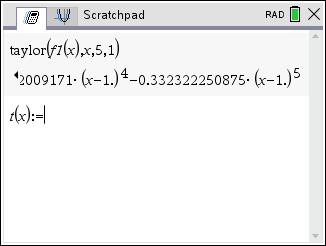 Scratchpad RAD
taylor(f1(x),x,5,1)
2009171·(x-1.)^4-0.332322250875·(x-1.)^5
t(x):=